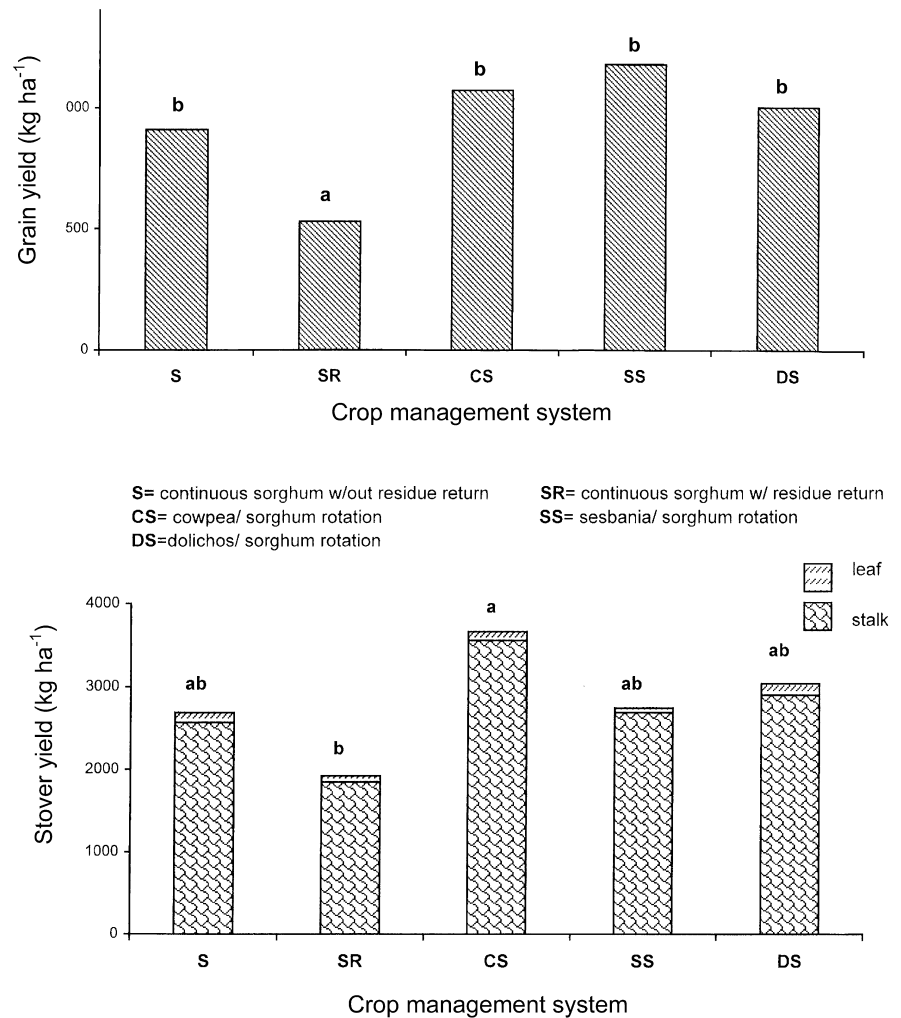 Grain yield (kg ha-1)
000
500
0
b
a
b
b
b
S SR CS SS DS
Crop management system
S= continuous sorghum w/out residue return
SR= continuous sorghum w/ residue return
CS= cowpea/ sorghum rotation
SS= sesbania/ sorghum rotation
DS=dolichos/ sorghum rotation
leaf
stalk
Stover yield (kg ha-1)
4000
3000
2000
1000
0
ab
b
a
ab
ab
S SR CS SS DS
Crop management system